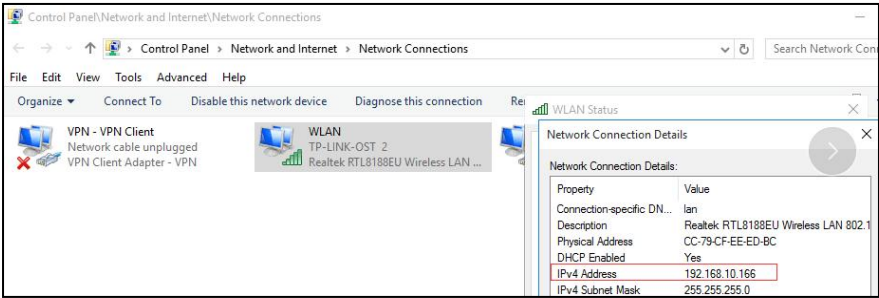 Control Panel\Network and Internet\Network Connections
Control Panel > Network and Internet > Network Connections
Search Network Con
File Edit View Tools Advanced Help
Organize Connect To Disable this network device Diagnose this connection Re
VPN - VPN Client
Network cable unplugged
VPN Client Adapter - VPN
WLAN
TP-LINK-OST 2
Realtek RTL8188EU Wireless LAN ...
WLAN Status
Network Connection Details
Network Connection Details:
Property Value
Connection-specific DN... lan
Description Realtek RTL8188EU Wireless LAN 802.1
Physical Address CC-79-CF-EE-ED-BC
DHCP Enabled Yes
IPv4 Address 192.168.10.166
IPv4 Subnet Mask 255.255.255.0